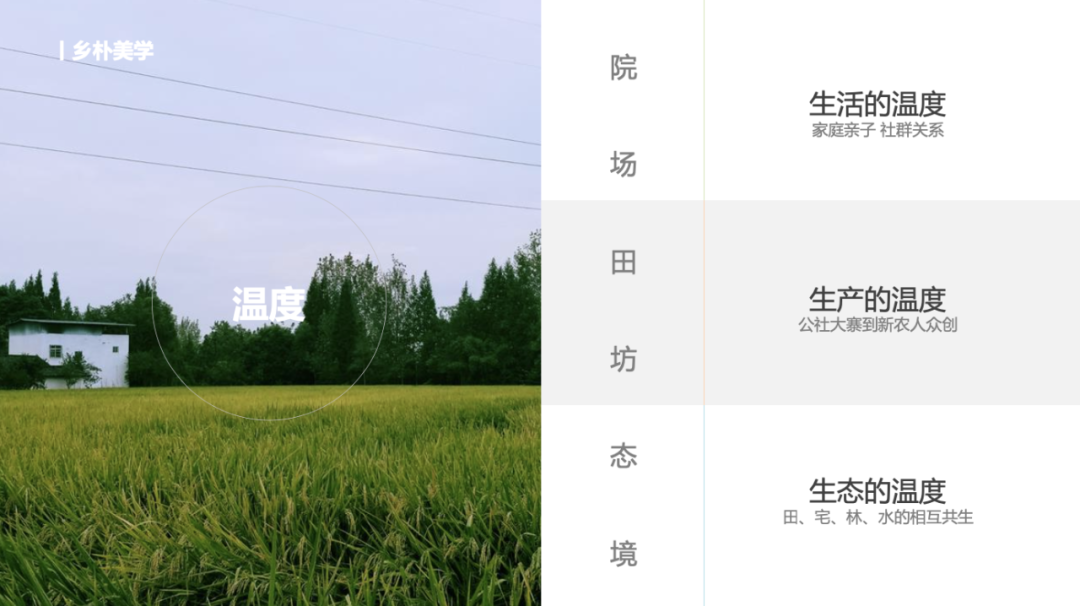 丨乡朴美学
温度
院
场
田
坊
态
境
生活的温度
家庭亲子 社群关系
生产的温度
公社大寨到新农人众创
生态的温度
田、宅、林、水的相互共生